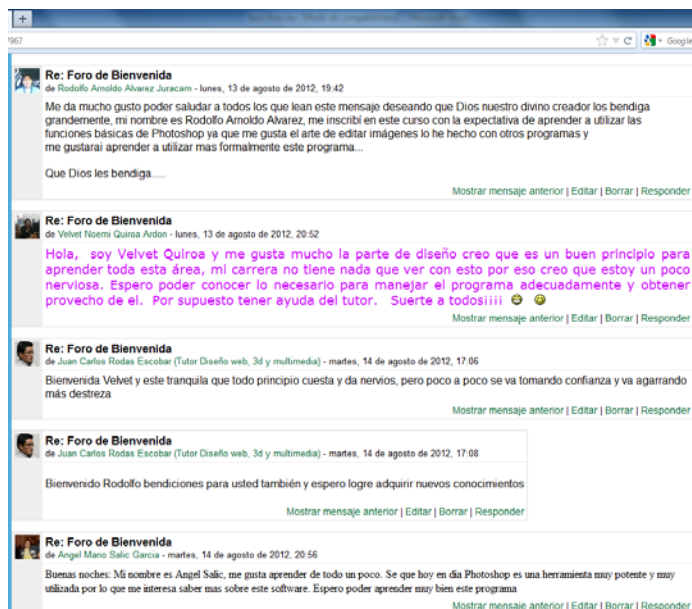 7967
Google
Re: Foro de Bienvenida
de Rodolfo Arnoldo Alvarez Juracam - lunes, 13 de agosto de 2012, 19:42
Me da mucho gusto poder saludar a todos los que lean este mensaje deseando que Dios nuestro divino creador los bendiga
grandemente, mi nombre es Rodolfo Arnoldo Alvarez, me inscribí en este curso con la expectativa de aprender a utilizar las
funciones básicas de Photoshop ya que me gusta el arte de editar imágenes lo he hecho con otros programas y
me gustarai aprender a utilizar mas formalmente este programa...
Que Dios les bendiga.....
Mostrar mensaje anterior | Editar | Borrar | Responder
Re: Foro de Bienvenida
de Velvet Noemi Quiroa Ardon - lunes, 13 de agosto de 2012, 20:52
Hola, soy Velvet Quiroa y me gusta mucho la parte de diseño creo que es un buen principio para
aprender toda esta área, mi carrera no tiene nada que ver con esto por eso creo que estoy un poco
nerviosa. Espero poder conocer lo necesario para manejar el programa adecuadamente y obtener
provecho de el. Por supuesto tener ayuda del tutor. Suerte a todosiiii
Mostrar mensaje anterior | Editar | Borrar | Responder
Re: Foro de Bienvenida
de Juan Carlos Rodas Escobar (Tutor Diseño web, 3d y multimedia) - martes, 14 de agosto de 2012, 17:06
Bienvenida Velvet y este tranquila que todo principio cuesta y da nervios, pero poco a poco se va tomando confianza y va agarrando
más destreza
Mostrar mensaje anterior | Editar | Borrar | Responder
Re: Foro de Bienvenida
de Juan Carlos Rodas Escobar (Tutor Diseño web, 3d y multimedia) - martes, 14 de agosto de 2012, 17:08
Bienvenido Rodolfo bendiciones para usted también y espero logre adquirir nuevos conocimientos
Mostrar mensaje anterior | Editar | Borrar | Responder
Re: Foro de Bienvenida
de Angel Mario Salic Garcia - martes, 14 de agosto de 2012, 20:56
Buenas noches: Mi nombre es Angel Salic, me gusta aprender de todo un poco. Se que hoy en dia Photoshop es una herramienta muy potente y muy
utilizada por lo que me interesa saber mas sobre este software. Espero poder aprender muy bien este programa
Mostrar mensaje anterior | Editar | Borrar | Responder